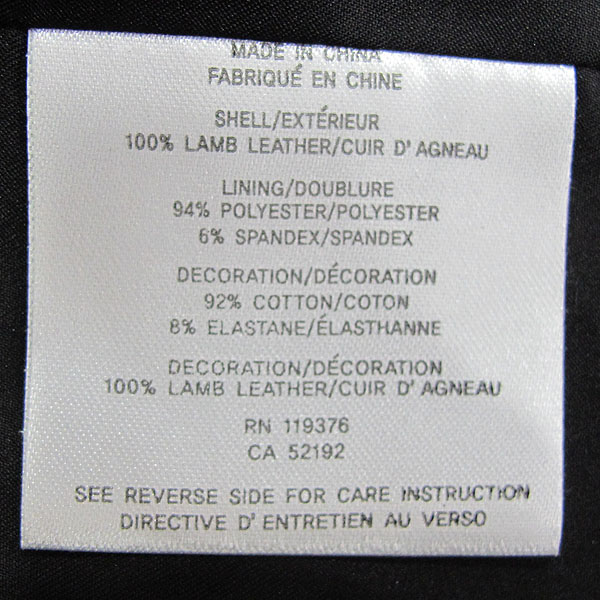 MADE IN CHINA
FABRIQUÉ EN CHINE
SHELL/EXTÉRIEUR
100% LAMB LEATHER/CUIR D'AGNEAU
LINING/DOUBLURE
94% POLYESTER/POLYESTER
6% SPANDEX/SPANDEX
DECORATION/DÉCORATION
92% COTTON/COTON
8% ELASTANE/ÉLASTHANNE
DECORATION/DÉCORATION
100% LAMB LEATHER/CUIR D'AGNEAU
RN 119376
CA 52192
SEE REVERSE SIDE FOR CARE INSTRUCTION
DIRECTIVE D'ENTRETIEN AU VERSO